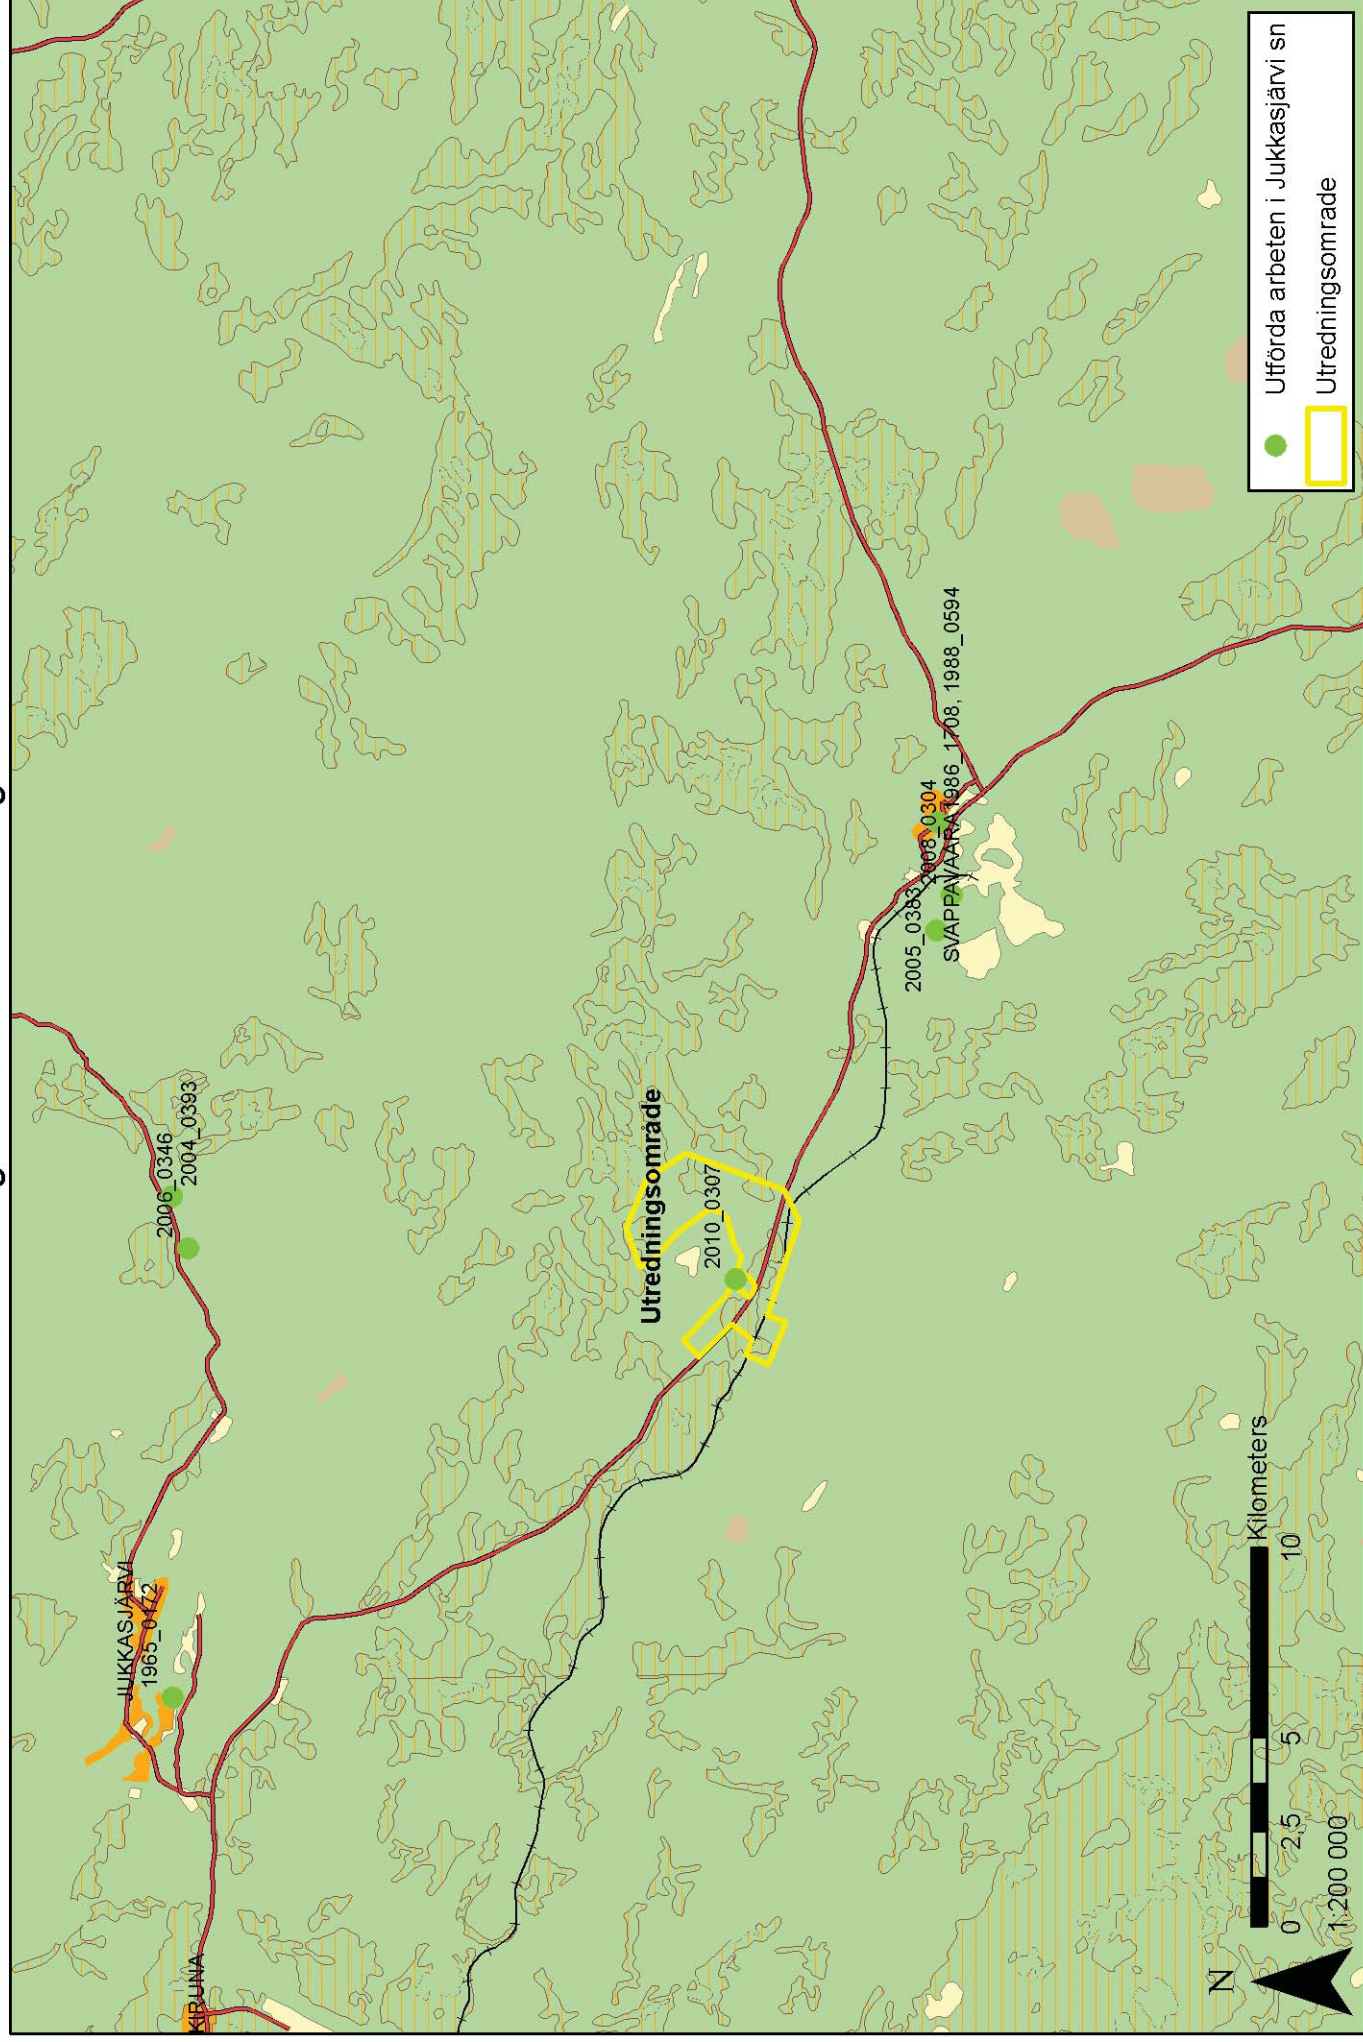 KIRUNA
JUKKASJÄRVI
1965_0172
2006_0346
2004_0393
Utredningsområde
2010_0307
2005_0383
2008_0304
SVAPPAVAARA
1986_1708, 1988_0594
N
0 2,5 5 10
Kilometers
1:200 000
Utförda arbeten i Jukkasjärvi sn
Utredningsområde